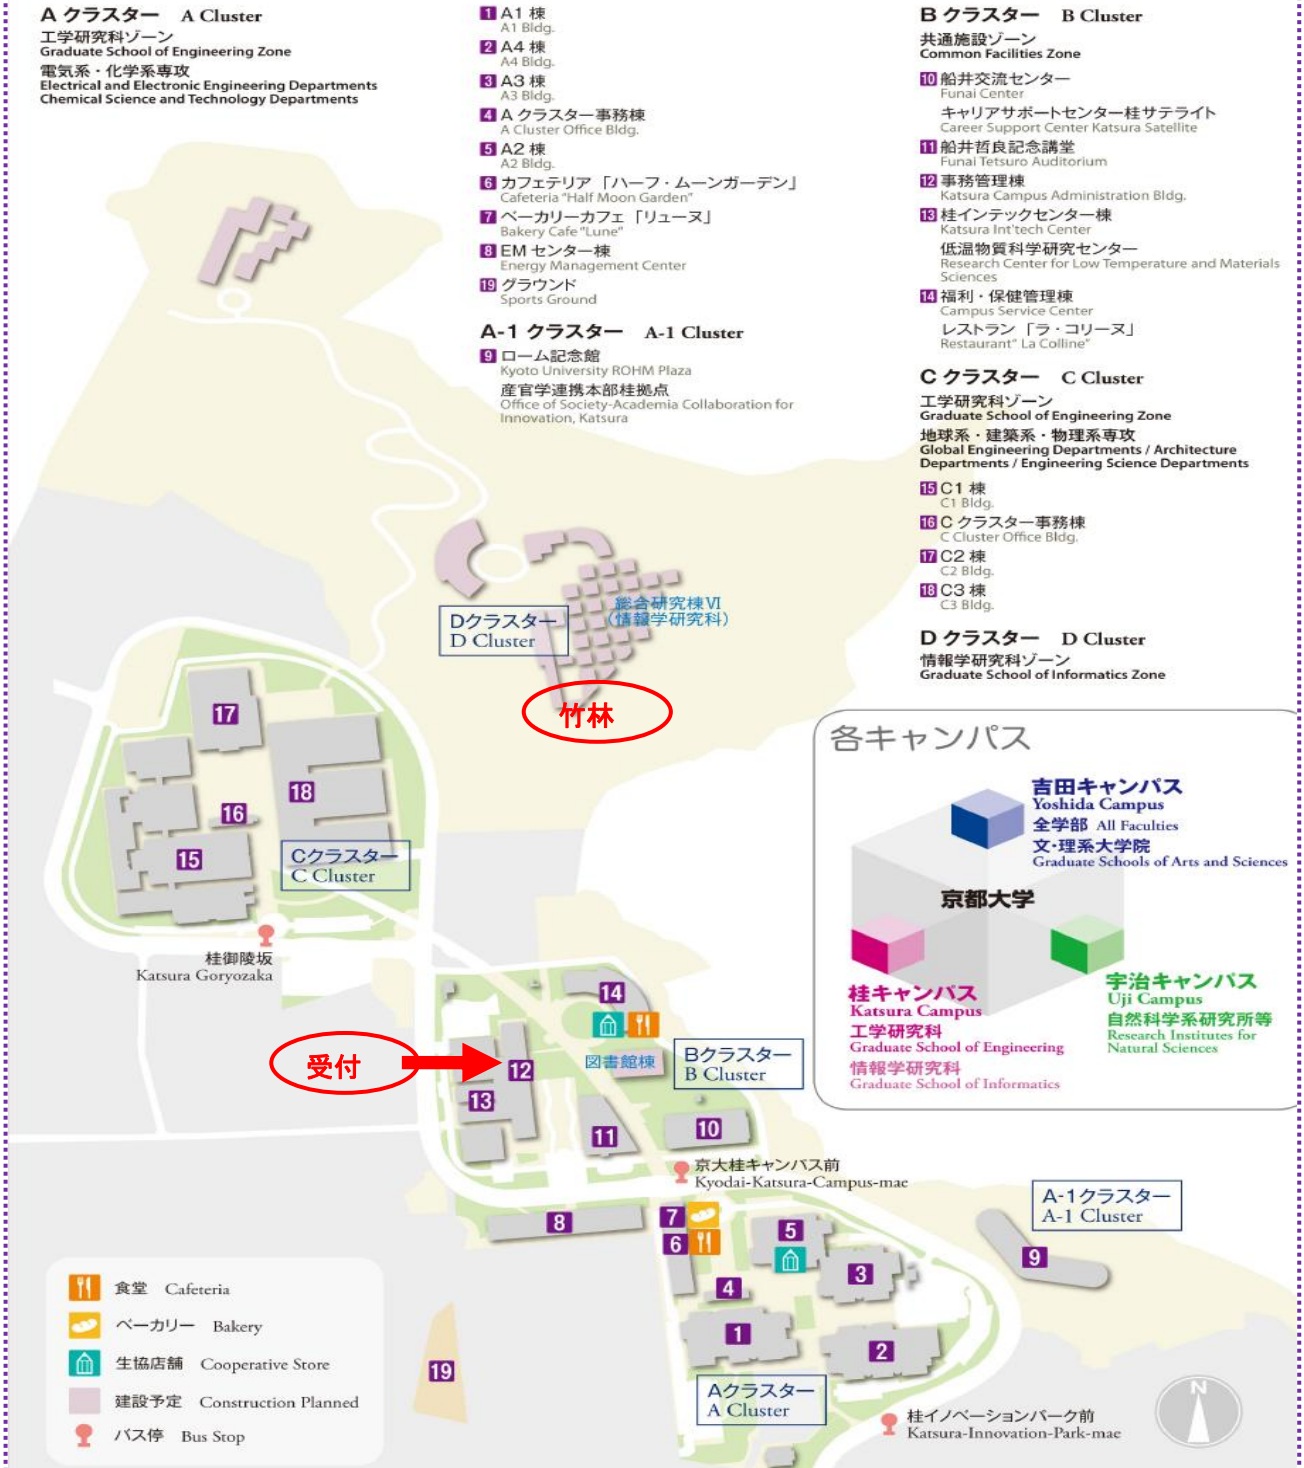 A クラスター A Cluster
工学研究科ゾーン
Graduate School of Engineering Zone
電気系・化学系専攻
Electrical and Electronic Engineering Departments
Chemical Science and Technology Departments
1 A1 棟
A1 Bldg.
2 A4 棟
A4 Bldg.
3 A3 棟
A3 Bldg.
4 A クラスター事務棟
A Cluster Office Bldg.
5 A2 棟
A2 Bldg.
6 カフェテリア「ハーフ・ムーンガーデン」
Cafeteria "Half Moon Garden"
7 ベーカリーカフェ「リューヌ」
Bakery Cafe "Lune"
8 EM センター棟
Energy Management Center
19 グラウンド
Sports Ground
A-1 クラスター A-1 Cluster
9 ローム記念館
Kyoto University ROHM Plaza
産官学連携本部桂拠点
Office of Society-Academia Collaboration for
Innovation, Katsura
B クラスター B Cluster
共通施設ゾーン
Common Facilities Zone
10 船井交流センター
Funai Center
キャリアサポートセンター桂サテライト
Career Support Center Katsura Satellite
11 船井哲良記念講堂
Funai Tetsuro Auditorium
12 事務管理棟
Katsura Campus Administration Bldg.
13 桂インテックセンター棟
Katsura Int'tech Center
低温物質科学研究センター
Research Center for Low Temperature and Materials
Sciences
14 福利・保健管理棟
Campus Service Center
レストラン「ラ・コリーヌ」
Restaurant" La Colline"
C クラスター C Cluster
工学研究科ゾーン
Graduate School of Engineering Zone
地球系・建築系・物理系専攻
Global Engineering Departments / Architecture
Departments / Engineering Science Departments
15 C1 棟
C1 Bldg.
16 C クラスター事務棟
C Cluster Office Bldg.
17 C2 棟
C2 Bldg.
18 C3 棟
C3 Bldg.
D クラスター D Cluster
情報学研究科ゾーン
Graduate School of Informatics Zone
総合研究棟Ⅵ
(情報学研究科)
Dクラスター
D Cluster
竹林
17
18
16
15
Cクラスター
C Cluster
桂御陵坂
Katsura Goryozaka
各キャンパス
吉田キャンパス
Yoshida Campus
全学部 All Faculties
文・理系大学院
Graduate Schools of Arts and Sciences
京都大学
桂キャンパス
Katsura Campus
工学研究科
Graduate School of Engineering
情報学研究科
Graduate School of Informatics
宇治キャンパス
Uji Campus
自然科学系研究所等
Research Institutes for
Natural Sciences
14
受付
12
図書館棟
Bクラスター
B Cluster
13
11
10
京大桂キャンパス前
Kyodai-Katsura-Campus-mae
8
7
6
5
4
3
1
2
A-1クラスター
A-1 Cluster
9
19
Aクラスター
A Cluster
桂イノベーションパーク前
Katsura-Innovation-Park-mae
N
食堂 Cafeteria
ベーカリー Bakery
生協店舗 Cooperative Store
建設予定 Construction Planned
バス停 Bus Stop